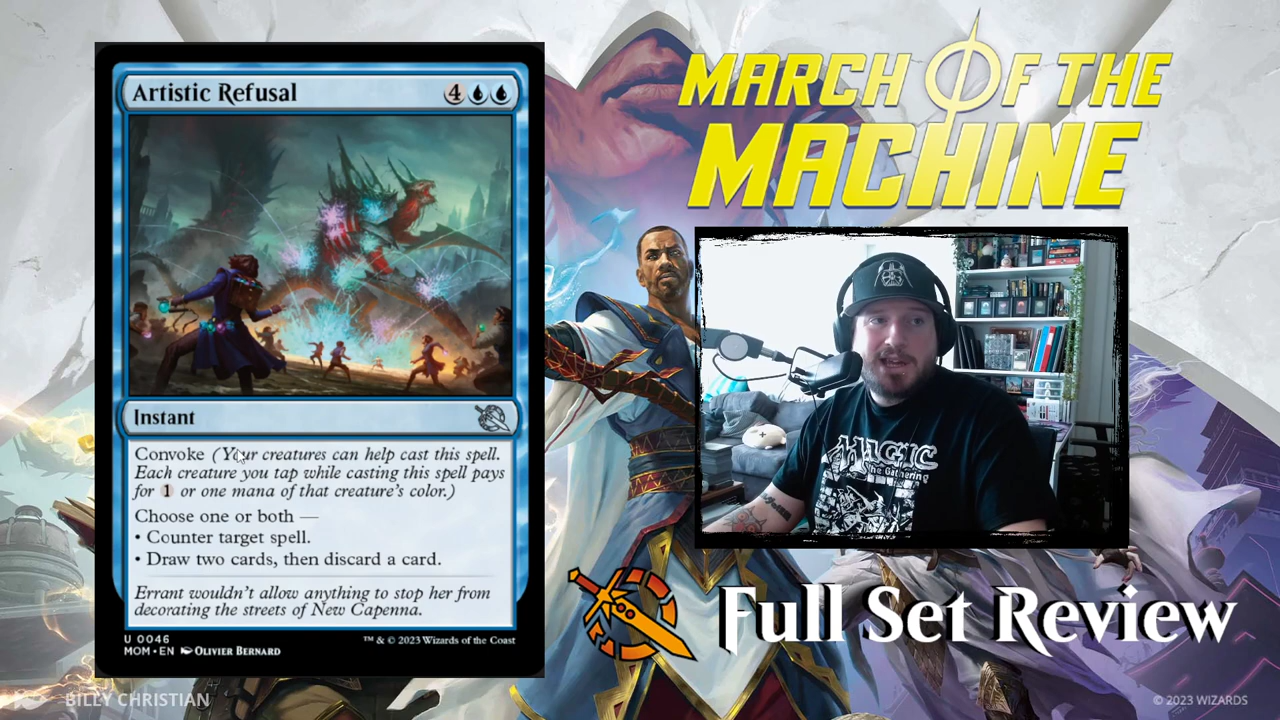 Artistic Refusal 4
Instant
Convoke (Your creatures can help cast this spell.
Each creature you tap while casting this spell pays
for 1 or one mana of that creature's color.)
Choose one or both —
• Counter target spell.
• Draw two cards, then discard a card.
Errant wouldn't allow anything to stop her from
decorating the streets of New Capenna.
U 0046
MOM • EN OLIVIER BERNARD
™ & © 2023 Wizards of the Coast
MARCH OF THE
MACHINE
MAGIC
the Gathering
Full Set Review
BILLY CHRISTIAN
© 2023 WIZARDS